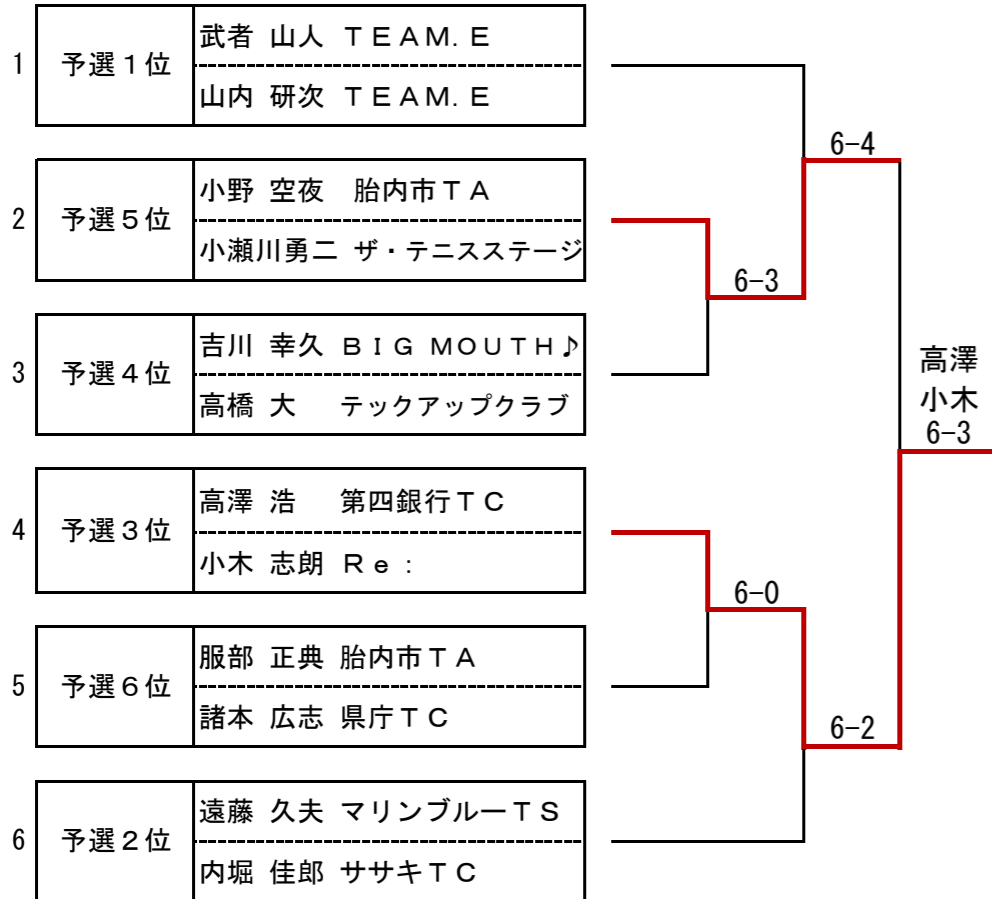 1 予選１位 武者 山人 ＴＥＡＭ．Ｅ
山内 研次 ＴＥＡＭ．Ｅ
6-4
2 予選５位 小野 空夜 胎内市ＴＡ
小瀬川勇二 ザ・テニスステージ
6-3
3 予選４位 吉川 幸久 ＢＩＧ ＭＯＵＴＨ♪
高橋 大 テックアップクラブ
高澤
小木
6-3
4 予選３位 高澤 浩 第四銀行ＴＣ
小木 志朗 Ｒｅ：
6-0
5 予選６位 服部 正典 胎内市ＴＡ
諸本 広志 県庁ＴＣ
6-2
6 予選２位 遠藤 久夫 マリンブルーＴＳ
内堀 佳郎 ササキＴＣ